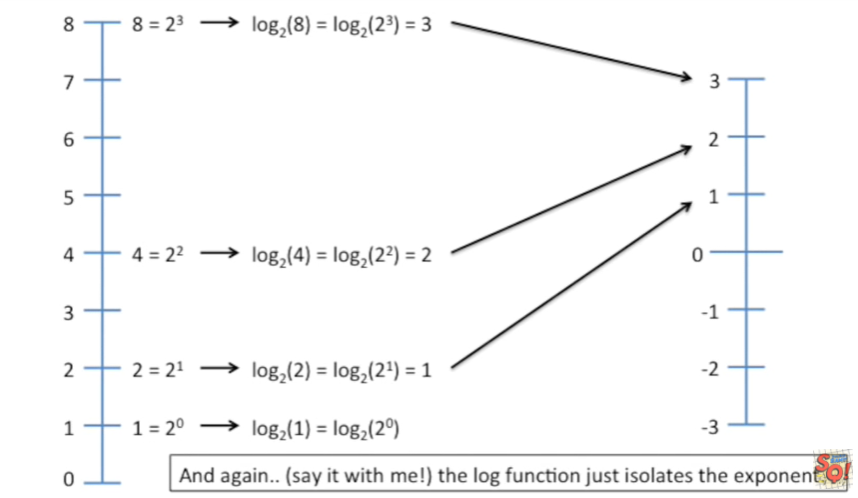 8 8 = 2³ → log₂(8) = log₂(2³) = 3
7 3
6 2
5 1
4 4 = 2² → log₂(4) = log₂(2²) = 2 0
3 -1
2 2 = 2¹ → log₂(2) = log₂(2¹) = 1 -2
1 1 = 2⁰ → log₂(1) = log₂(2⁰) -3
0 And again.. (say it with me!) the log function just isolates the exponent
SQ!